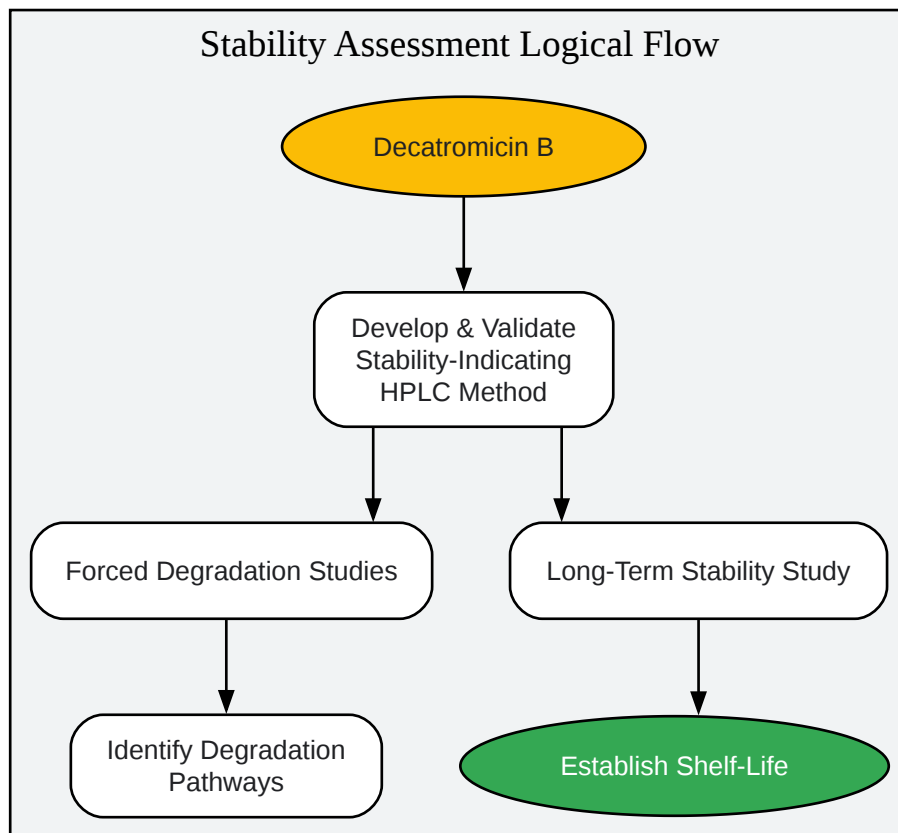 Stability Assessment Logical Flow
Decatromicin B
Develop & Validate
Stability-Indicating
HPLC Method
Forced Degradation Studies
Long-Term Stability Study
Identify Degradation
Pathways
Establish Shelf-Life